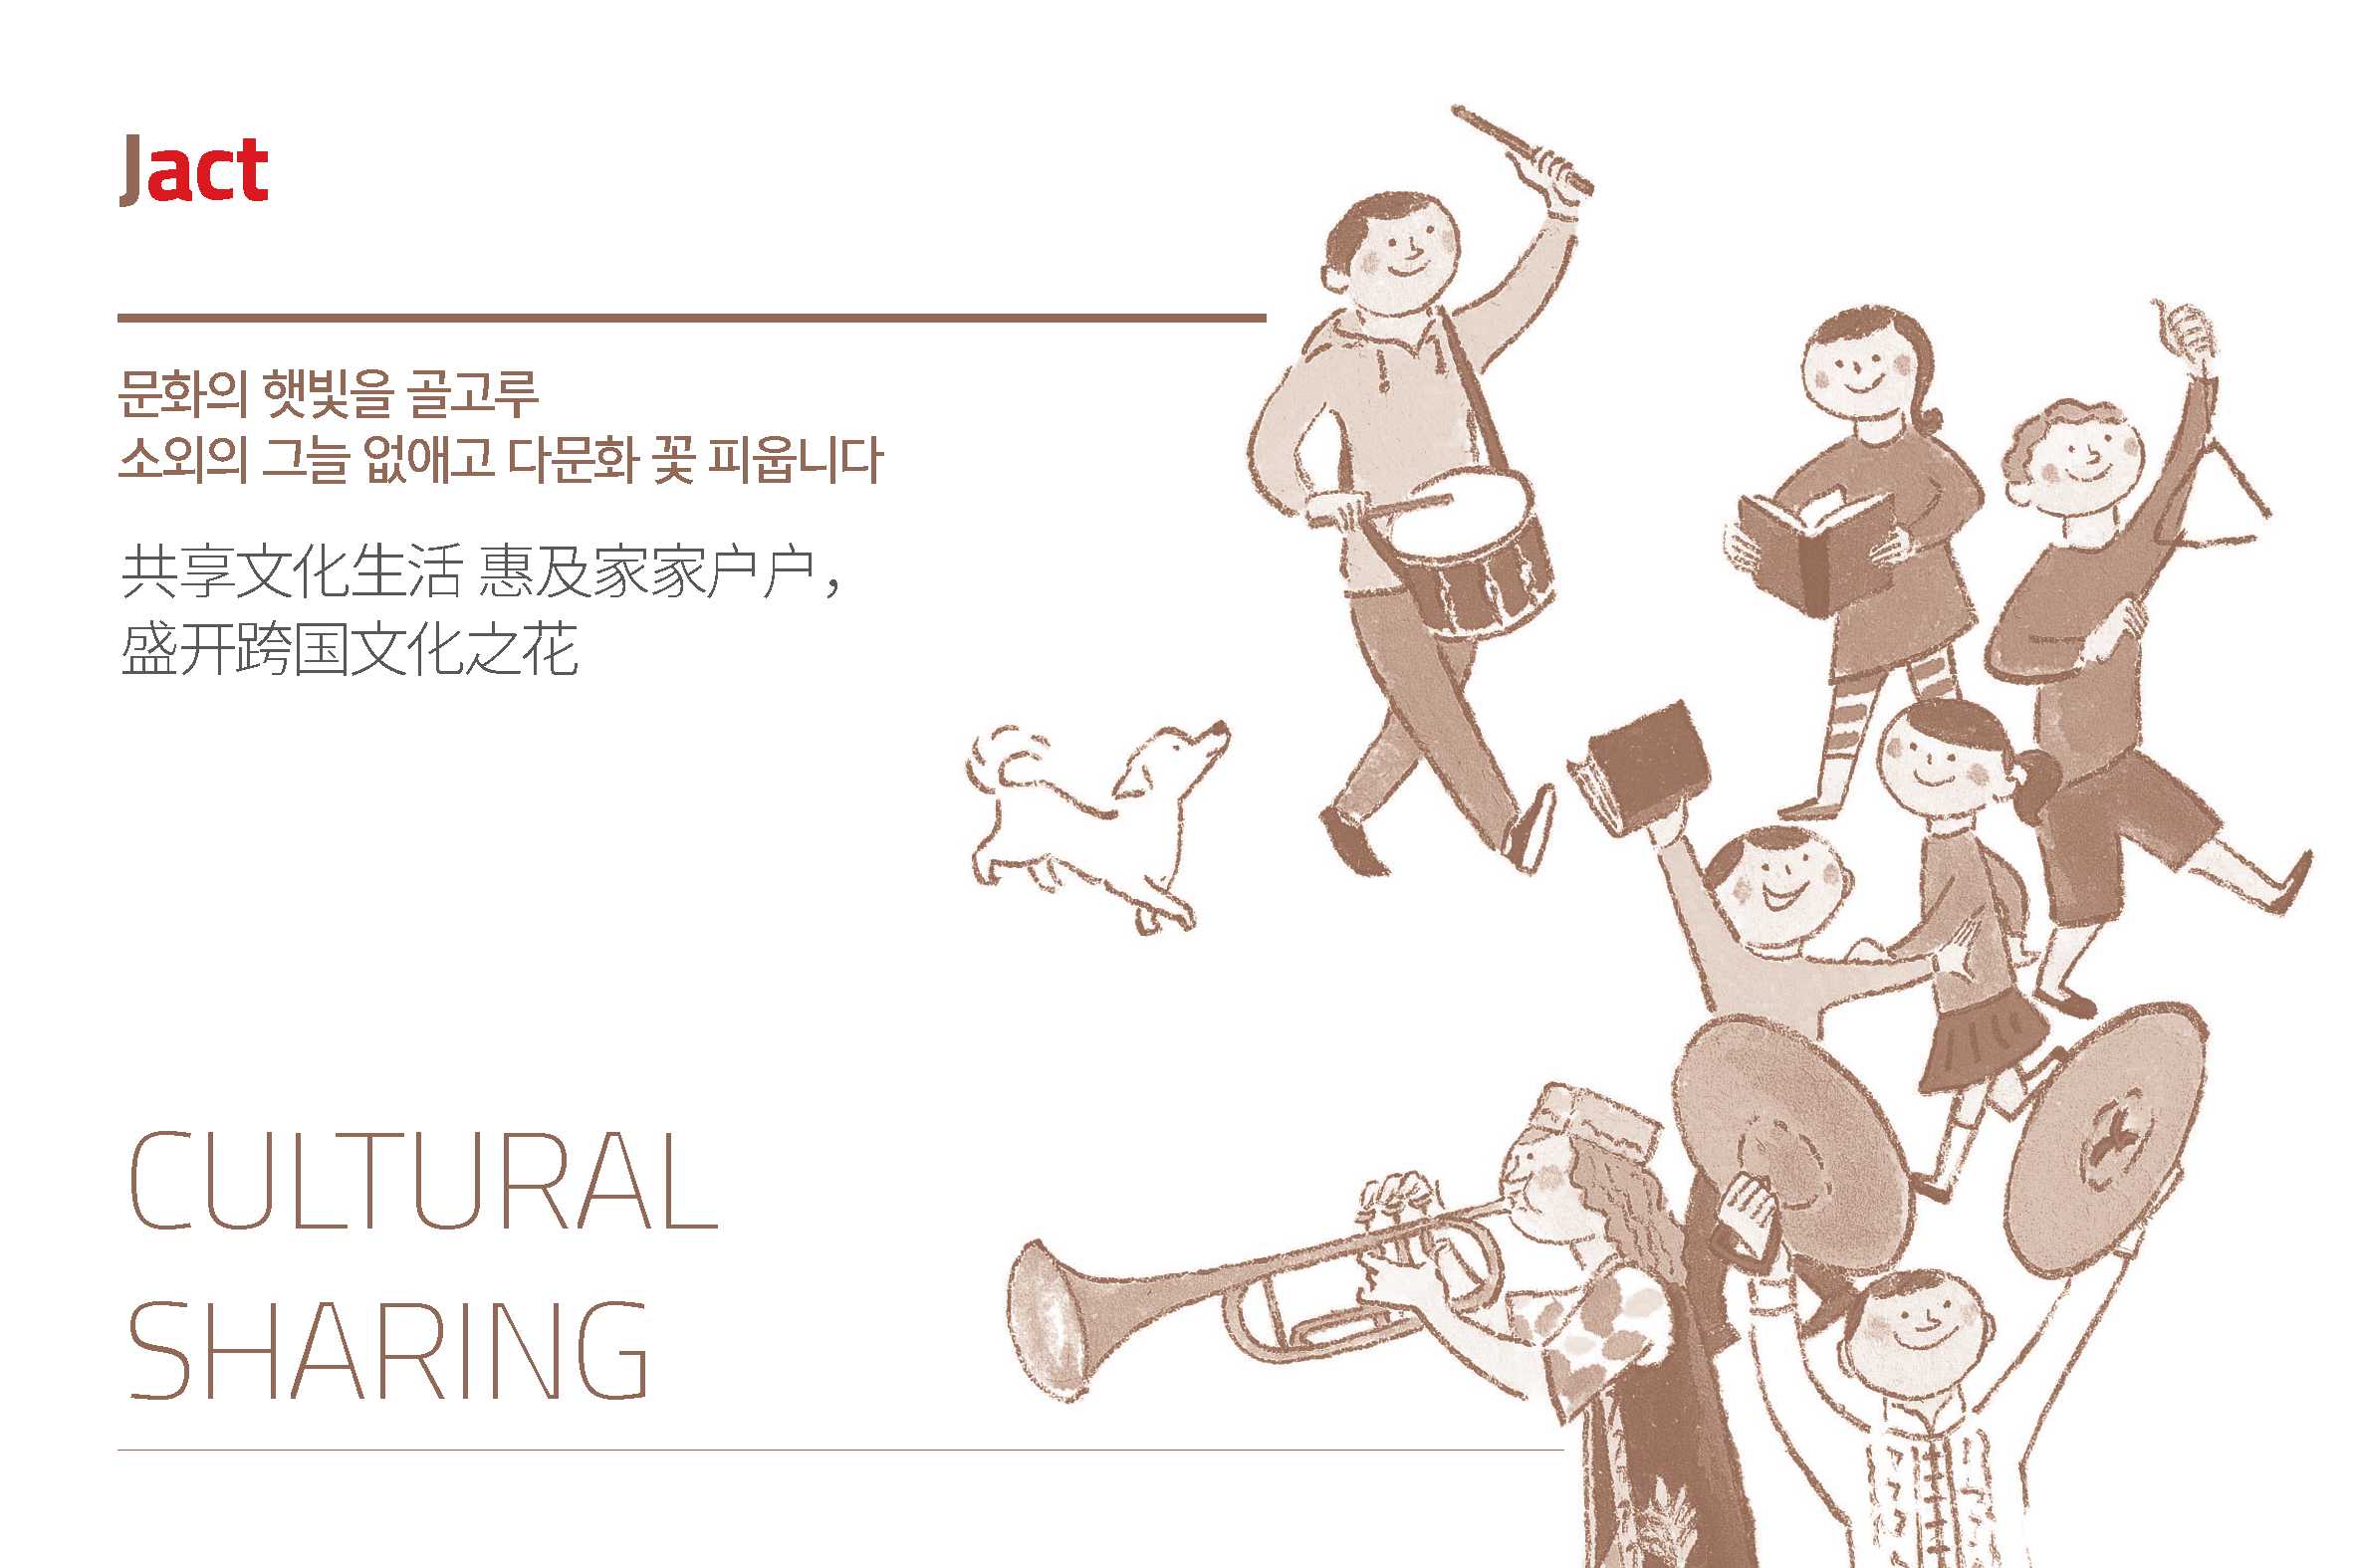 Jact
문화의 햇빛을 골고루
소외의 그늘 없애고 다문화 꽃 피웁니다
共享文化生活 惠及家家户户，
盛开跨国文化之花
CULTURAL
SHARING